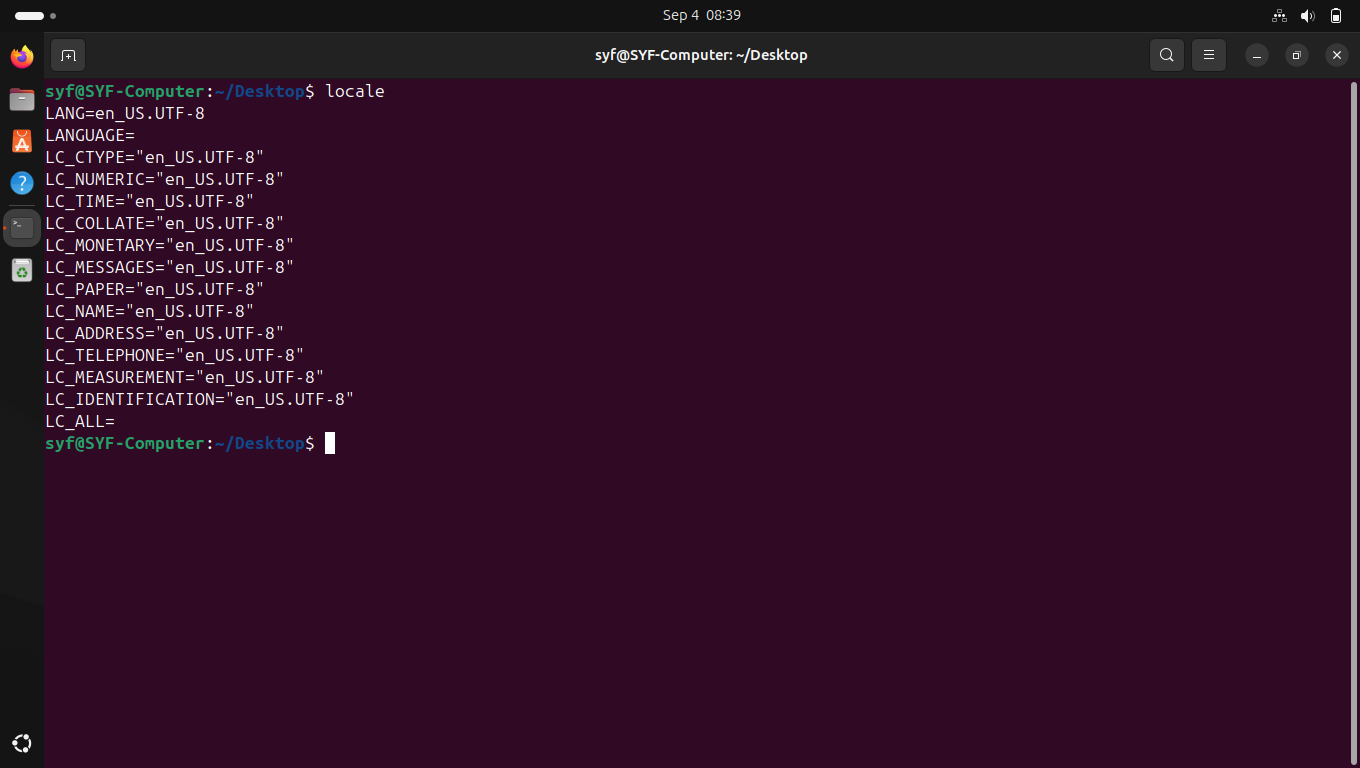 Sep 4 08:39
syf@SYF-Computer: ~/Desktop
syf@SYF-Computer:~/Desktop$ locale
LANG=en_US.UTF-8
LANGUAGE=
LC_CTYPE="en_US.UTF-8"
LC_NUMERIC="en_US.UTF-8"
LC_TIME="en_US.UTF-8"
LC_COLLATE="en_US.UTF-8"
LC_MONETARY="en_US.UTF-8"
LC_MESSAGES="en_US.UTF-8"
LC_PAPER="en_US.UTF-8"
LC_NAME="en_US.UTF-8"
LC_ADDRESS="en_US.UTF-8"
LC_TELEPHONE="en_US.UTF-8"
LC_MEASUREMENT="en_US.UTF-8"
LC_IDENTIFICATION="en_US.UTF-8"
LC_ALL=
syf@SYF-Computer:~/Desktop$